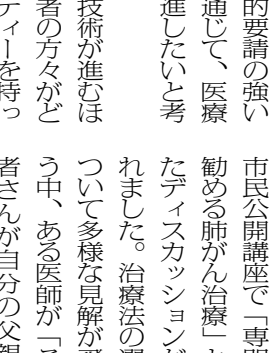 的要請の強い
通じて、医療
進したいと考
技術が進むほ
者の方々がど
ティーを持っ
市民公開講座で「専
勧める肺がん治療」
たディスカッションが
れました。治療法の
ついて多様な見解が
う中、ある医師が「そ
者さんが自分の父親